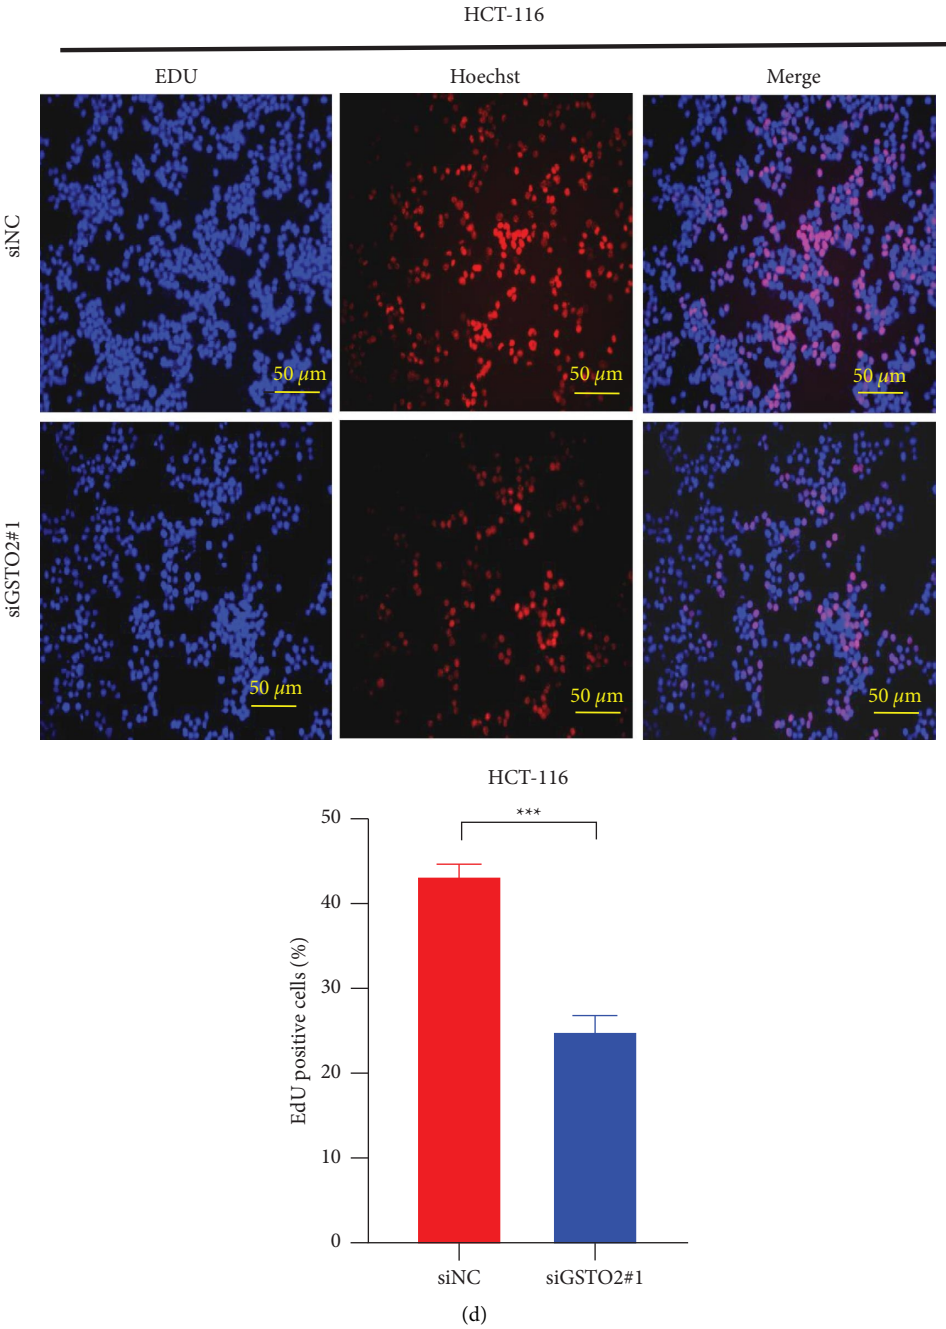 HCT-116
EDU Hoechst Merge
siNC
50 µm 50 µm 50 µm
siGSTO2#1
50 µm 50 µm 50 µm
HCT-116
***
50
40
30
20
10
0
EdU positive cells (%)
siNC siGSTO2#1
(d)